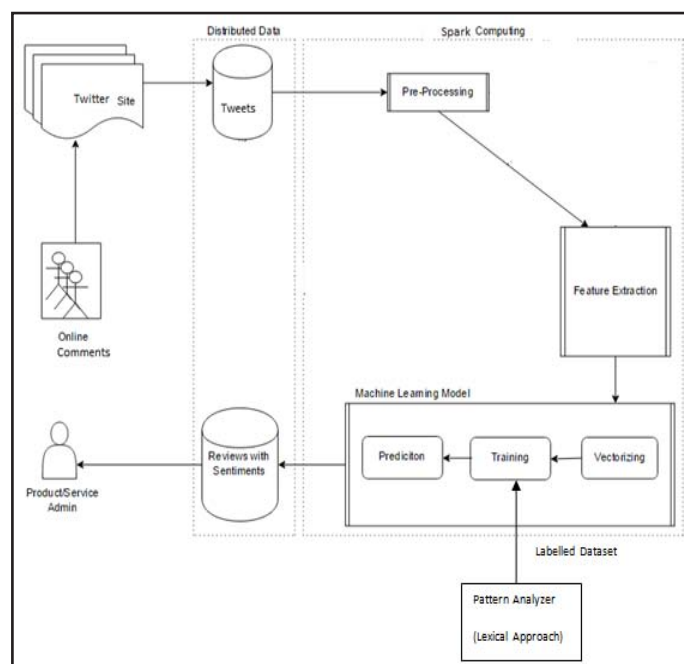 Distributed Data
Spark Computing
Twitter Site
Tweets
Pre-Processing
Feature Extraction
Online
Comments
Machine Learning Model
Reviews with
Sentiments
Prediciton
Training
Vectorizing
Product/Service
Admin
Labelled Dataset
Pattern Analyzer
(Lexical Approach)